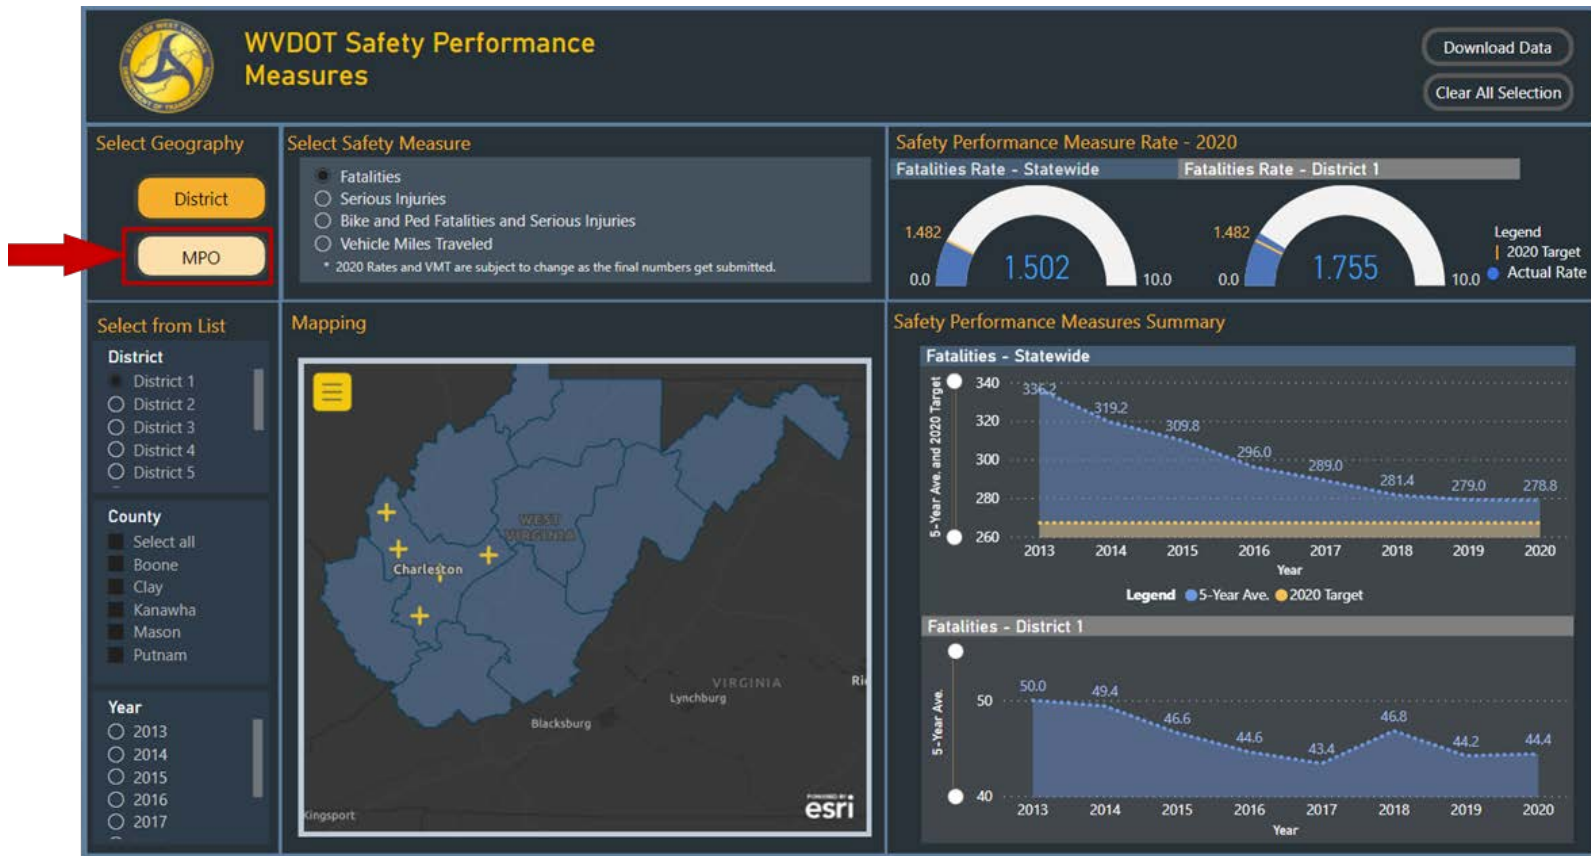 WVDOT Safety Performance
Measures
Download Data
Clear All Selection
Select Geography
District
MPO
Select Safety Measure
Fatalities
Serious Injuries
Bike and Ped Fatalities and Serious Injuries
Vehicle Miles Traveled
* 2020 Rates and VMT are subject to change as the final numbers get submitted.
Safety Performance Measure Rate - 2020
Fatalities Rate - Statewide
Fatalities Rate - District 1
1.482
1.502
0.0
10.0
1.482
1.755
0.0
10.0
Legend
2020 Target
Actual Rate
Select from List
District
District 1
District 2
District 3
District 4
District 5
County
Select all
Boone
Clay
Kanawha
Mason
Putnam
Year
2013
2014
2015
2016
2017
Mapping
WEST
VIRGINIA
Charleston
VIRGINIA
Ri
Lynchburg
Blacksburg
Kingsport
POWERED BY
esri
Safety Performance Measures Summary
Fatalities - Statewide
5-Year Ave. and 2020 Target
340
320
300
280
260
336.2
319.2
309.8
296.0
289.0
281.4
279.0
278.8
2013 2014 2015 2016 2017 2018 2019 2020
Year
Legend 5-Year Ave. 2020 Target
Fatalities - District 1
5-Year Ave.
50
40
50.0
49.4
46.6
44.6
43.4
46.8
44.2
44.4
2013 2014 2015 2016 2017 2018 2019 2020
Year